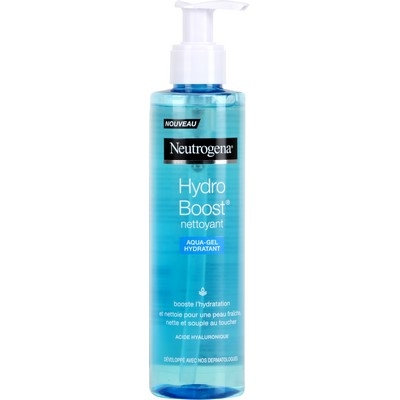 NOUVEAU
Neutrogena®
Hydro
Boost®
nettoyant
AQUA-GEL
HYDRATANT
booste l'hydratation
et nettoie pour une peau fraîche,
nette et souple au toucher
ACIDE HYALURONIQUE
DÉVELOPPÉ AVEC NOS DERMATOLOGUES